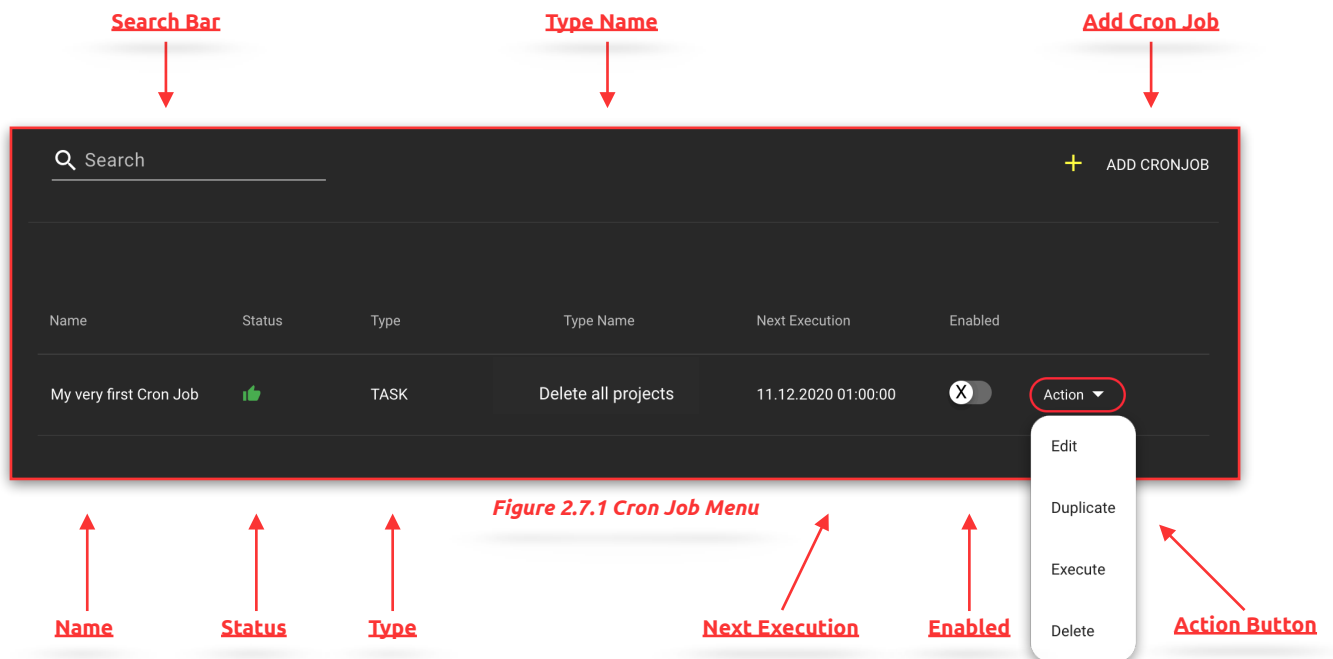 Search Bar Type Name Add Cron Job
Search
+ ADD CRONJOB
Name Status Type Type Name Next Execution Enabled
My very first Cron Job TASK Delete all projects 11.12.2020 01:00:00 X Action
Edit
Duplicate
Execute
Delete
Figure 2.7.1 Cron Job Menu
Name Status Type Next Execution Enabled Action Button